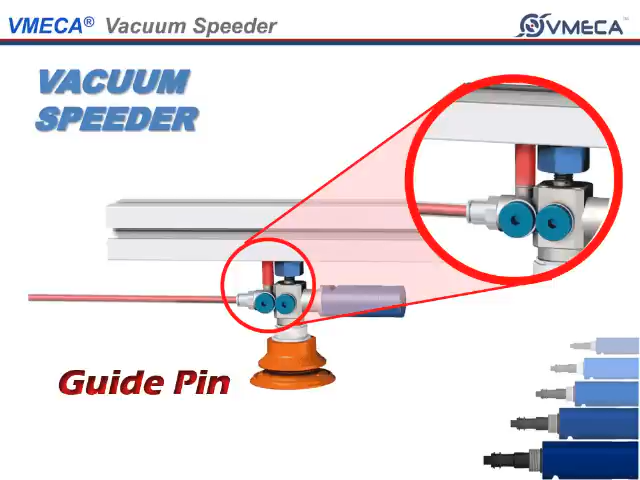 VMECA® Vacuum Speeder
VMECA
VACUUM
SPEEDER
Guide Pin